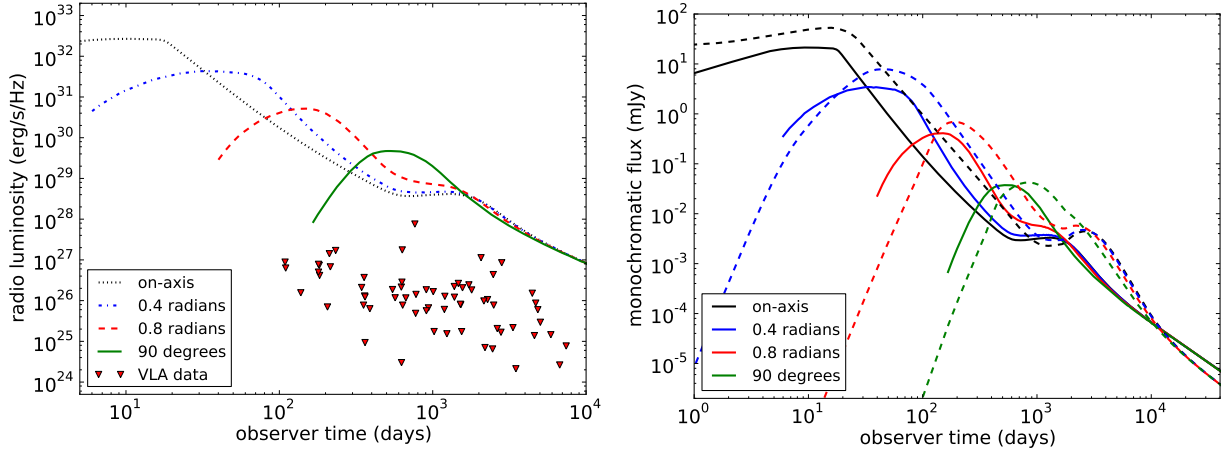 radio luminosity (erg/s/Hz)
10^33
10^32
10^31
10^30
10^29
10^28
10^27
10^26
10^25
10^24
on-axis
0.4 radians
0.8 radians
90 degrees
VLA data
10^1 10^2 10^3 10^4
observer time (days)
monochromatic flux (mJy)
10^2
10^1
10^0
10^-1
10^-2
10^-3
10^-4
10^-5
on-axis
0.4 radians
0.8 radians
90 degrees
10^0 10^1 10^2 10^3 10^4
observer time (days)